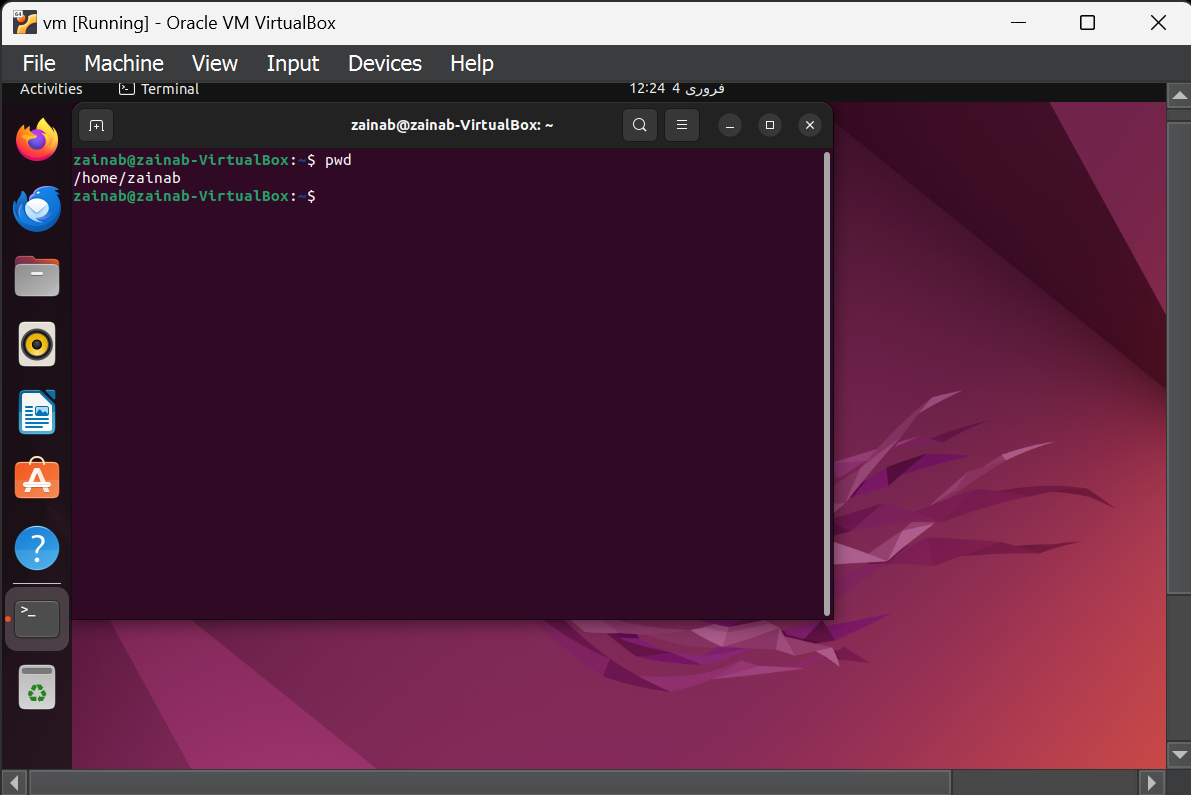 vm [Running] - Oracle VM VirtualBox
File Machine View Input Devices Help
Activities Terminal 12:24 4 فروری
zainab@zainab-VirtualBox: ~
zainab@zainab-VirtualBox:~$ pwd
/home/zainab
zainab@zainab-VirtualBox:~$